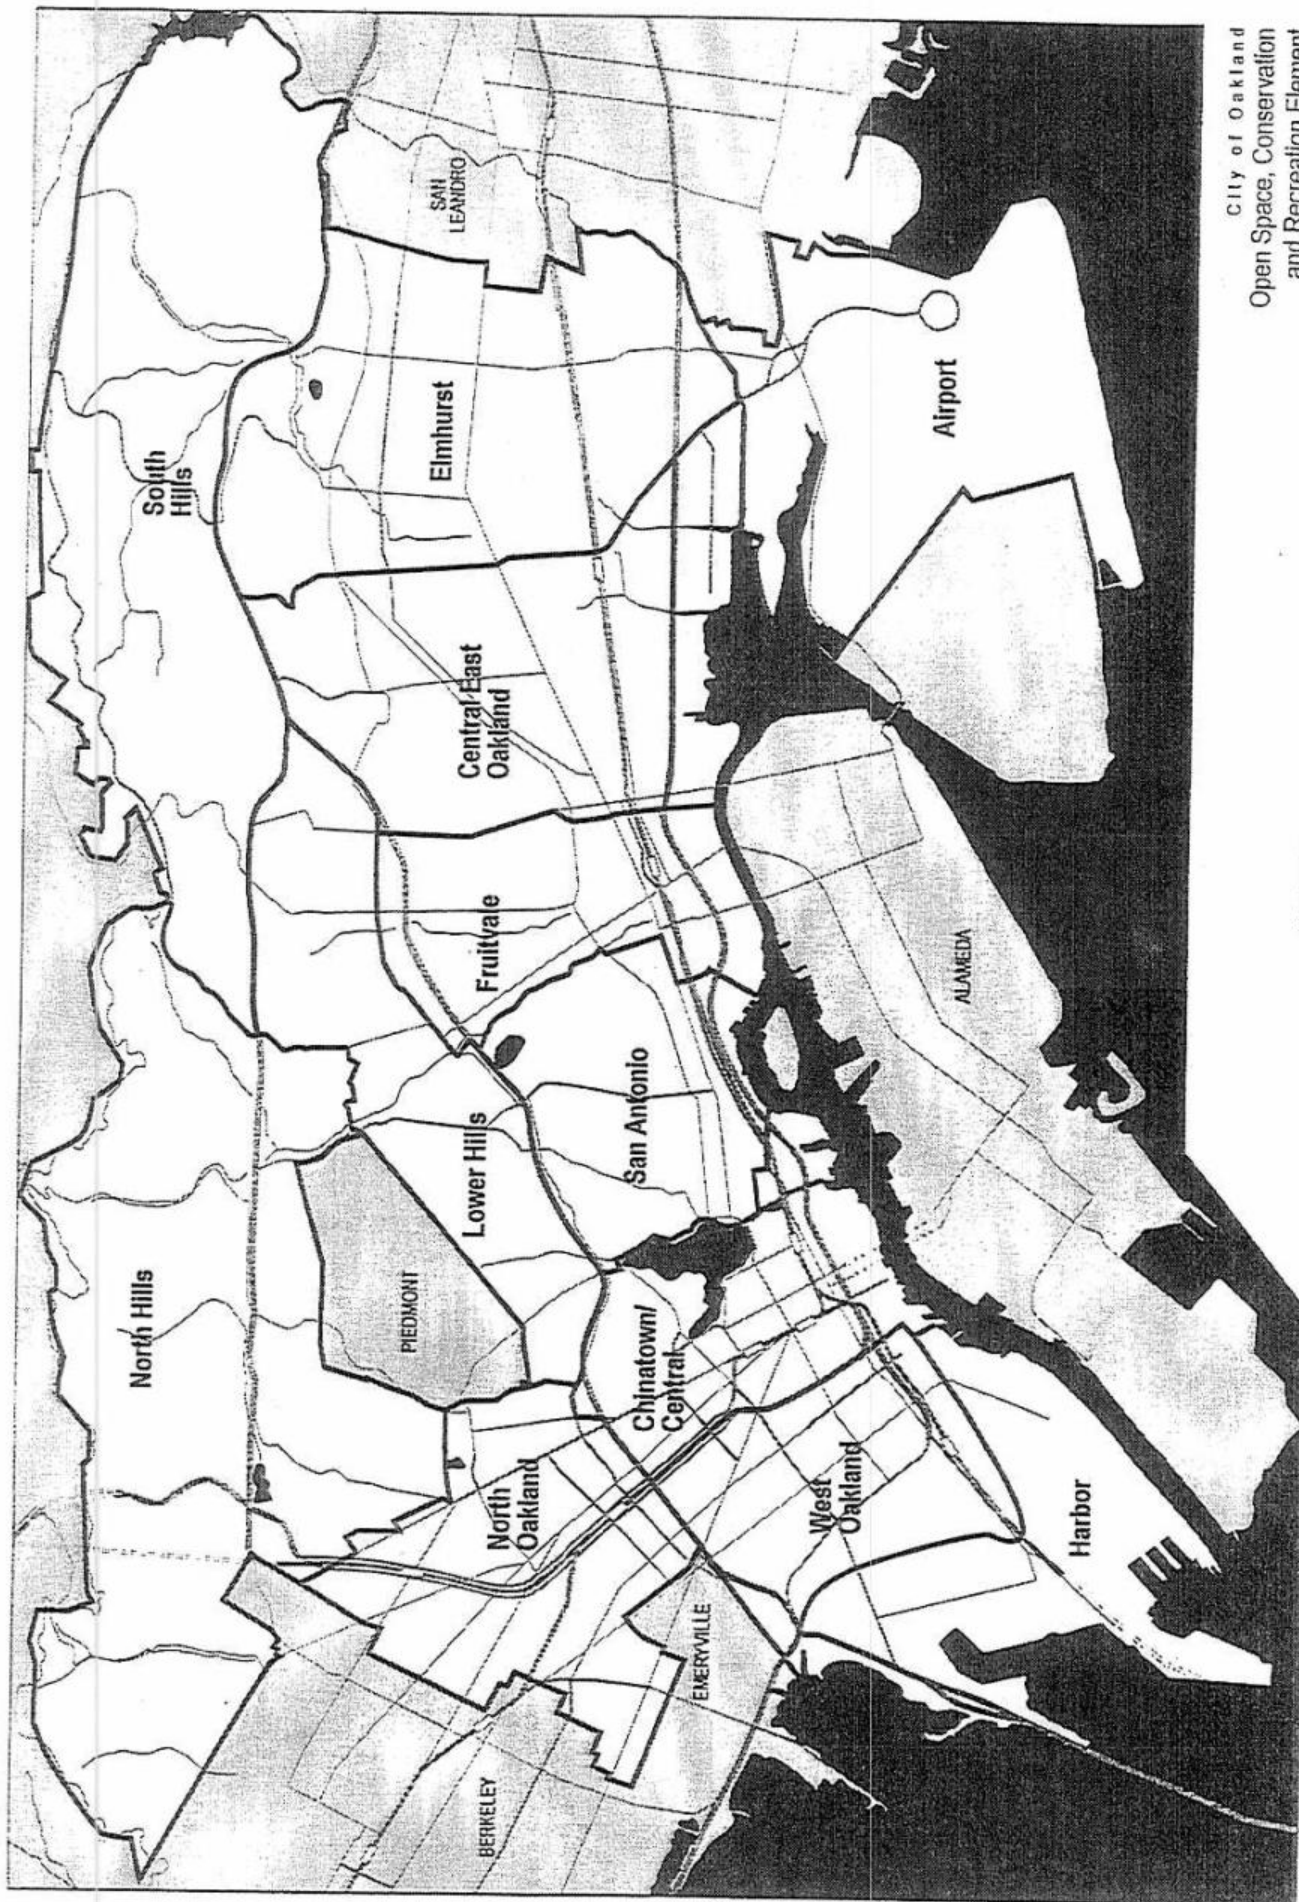 City of Oakland
Open Space, Conservation
and Recreation Element
North Hills
South
Hills
PIEDMONT
Lower Hills
Fruitvale
Central East
Oakland
Elmhurst
SAN
LEANDRO
BERKELEY
EMERYVILLE
North
Oakland
Chinatown/
Central
San Antonio
West
Oakland
Harbor
ALAMEDA
Airport